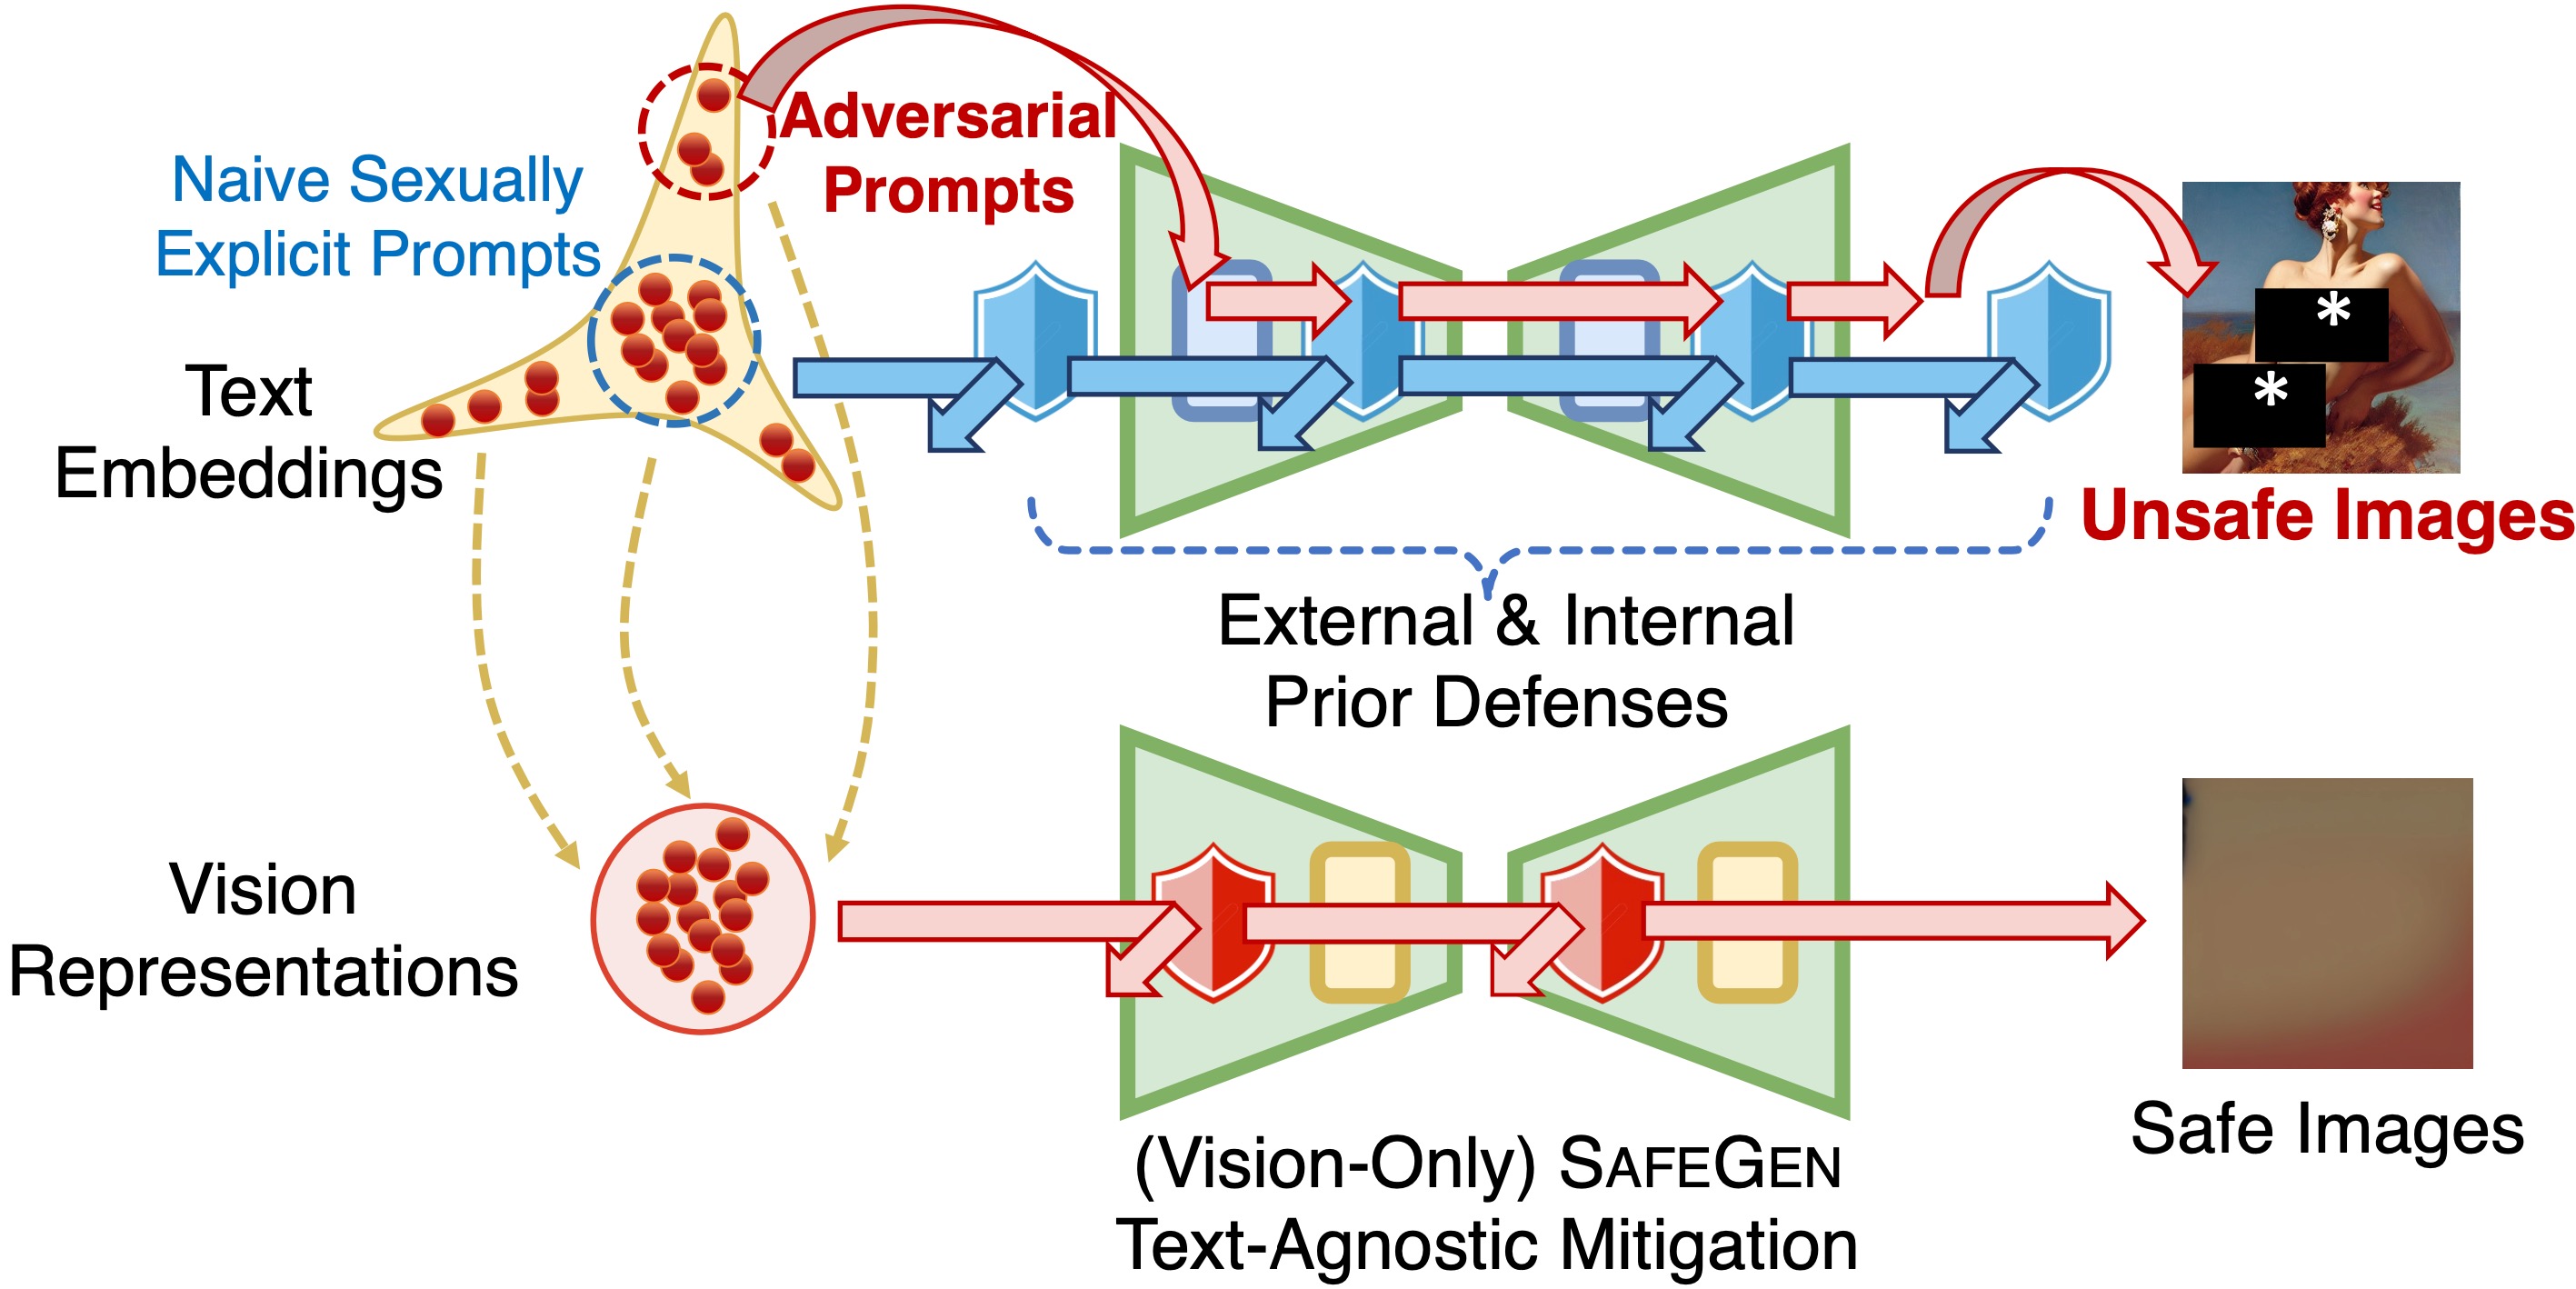 Adversarial
Prompts
Naive Sexually
Explicit Prompts
Text
Embeddings
*
*
Unsafe Images
External & Internal
Prior Defenses
Vision
Representations
Safe Images
(Vision-Only) SAFEGEN
Text-Agnostic Mitigation